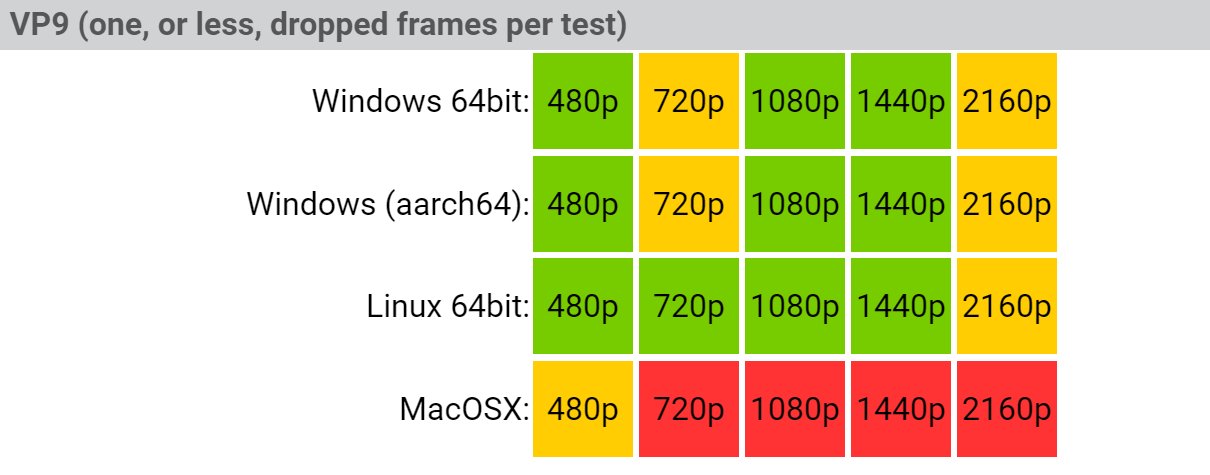 VP9 (one, or less, dropped frames per test)
Windows 64bit: 480p 720p 1080p 1440p 2160p
Windows (aarch64): 480p 720p 1080p 1440p 2160p
Linux 64bit: 480p 720p 1080p 1440p 2160p
MacOSX: 480p 720p 1080p 1440p 2160p